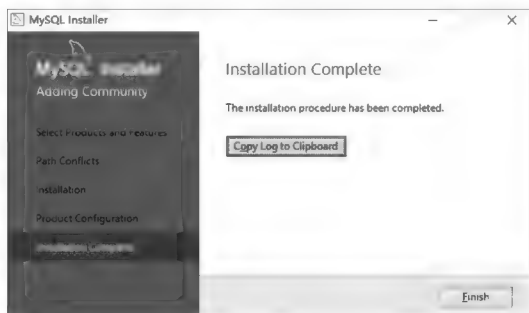 MySQL Installer
MySQL Installer
Adding Community
Select Products and Features
Path Conflicts
Installation
Product Configuration
Installation Complete
Installation Complete
The installation procedure has been completed.
Copy Log to Clipboard
Finish